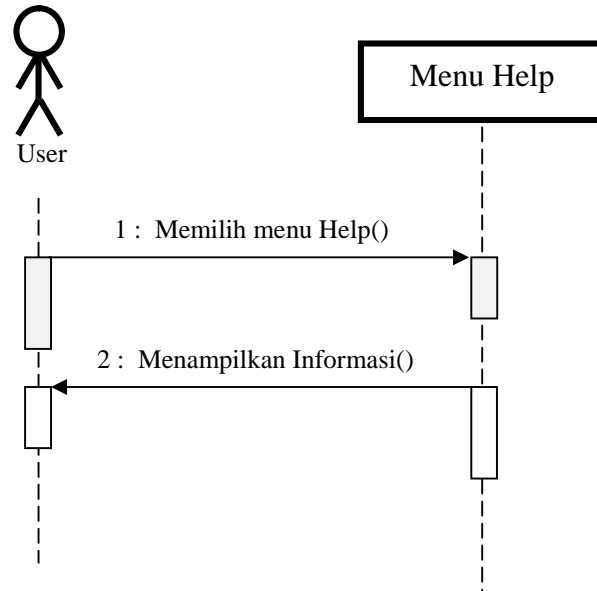 Menu Help
User
1 : Memilih menu Help()
2 : Menampilkan Informasi()